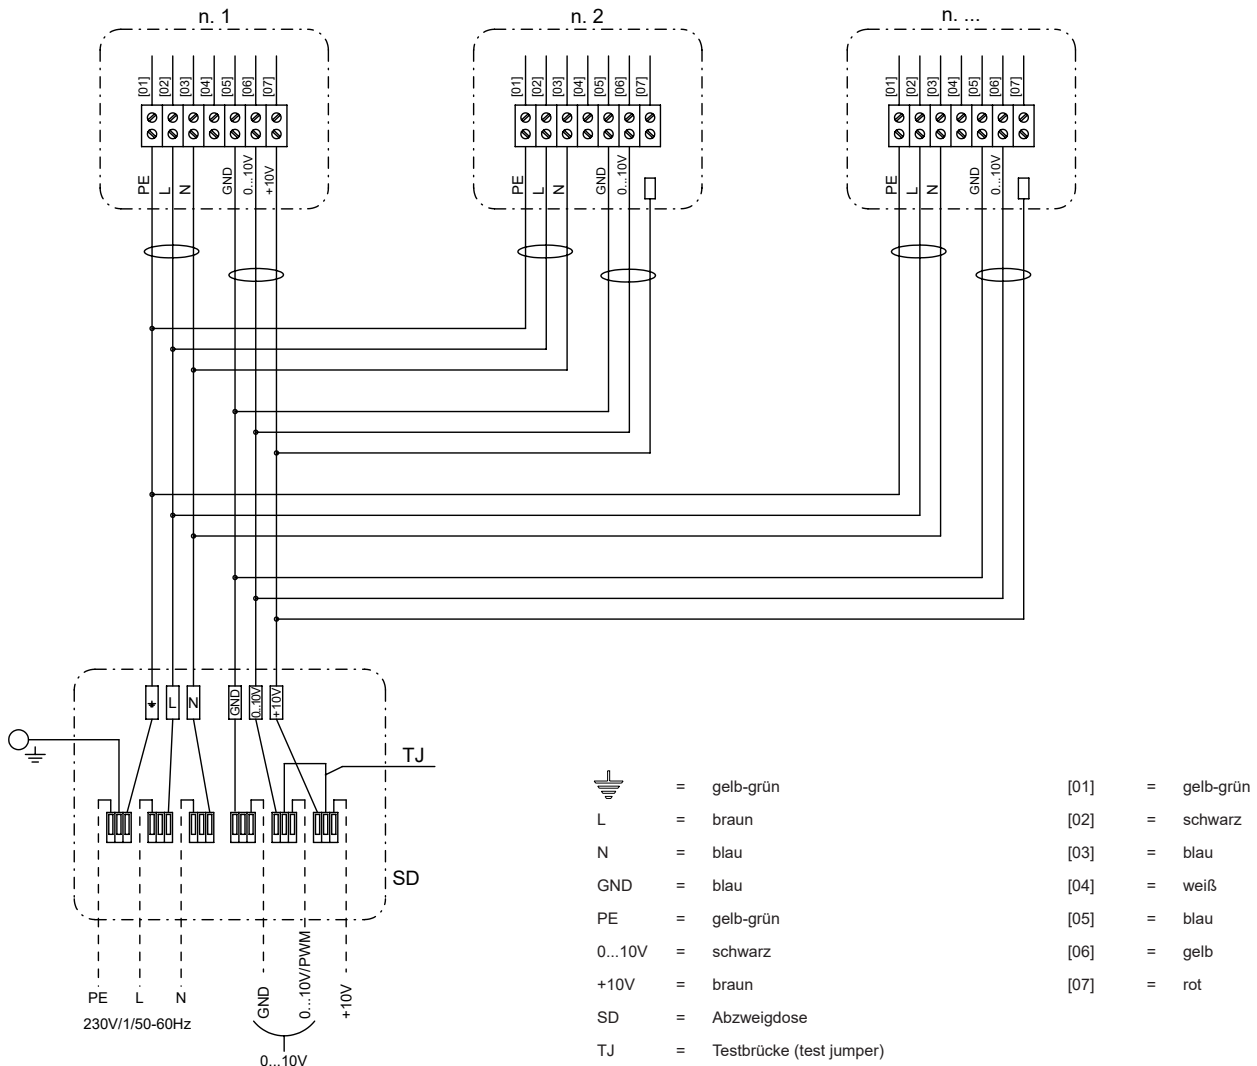 n. 1
n. 2
n. ...
[01] [02] [03] [04] [05] [06] [07]
[01] [02] [03] [04] [05] [06] [07]
[01] [02] [03] [04] [05] [06] [07]
PE L N GND 0...10V +10V
PE L N GND 0...10V
PE L N GND 0...10V
L N GND 0...10V +10V
TJ
SD
PE L N GND 0...10V/PWM +10V
230V/1/50-60Hz
0...10V
= gelb-grün
L = braun
N = blau
GND = blau
PE = gelb-grün
0...10V = schwarz
+10V = braun
SD = Abzweigdose
TJ = Testbrücke (test jumper)
[01] = gelb-grün
[02] = schwarz
[03] = blau
[04] = weiß
[05] = blau
[06] = gelb
[07] = rot